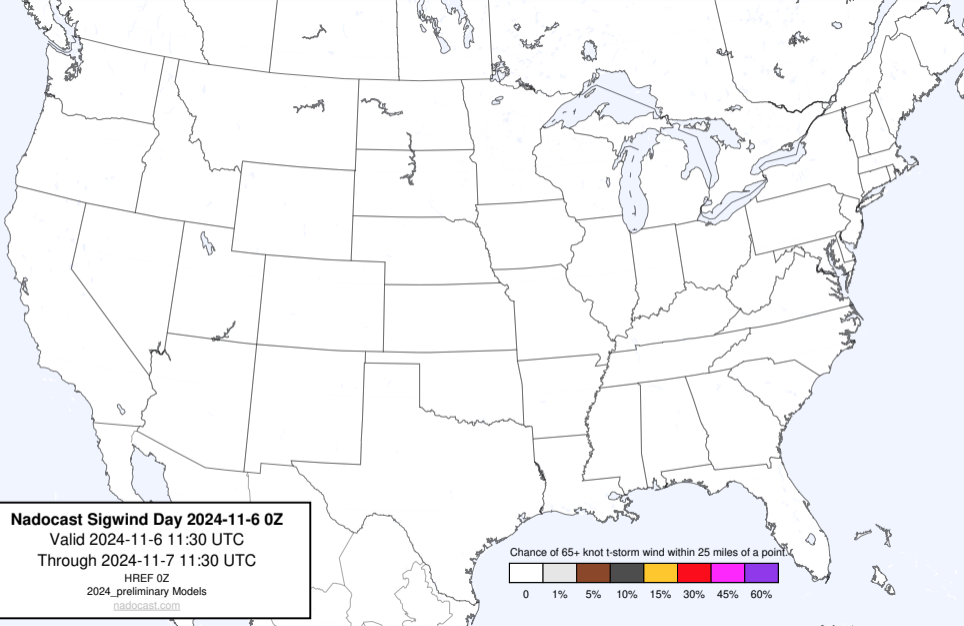 Nadocast Sigwind Day 2024-11-6 0Z
Valid 2024-11-6 11:30 UTC
Through 2024-11-7 11:30 UTC
HREF 0Z
2024_preliminary Models
nadocast.com
Chance of 65+ knot t-storm wind within 25 miles of a point.
0 1% 5% 10% 15% 30% 45% 60%